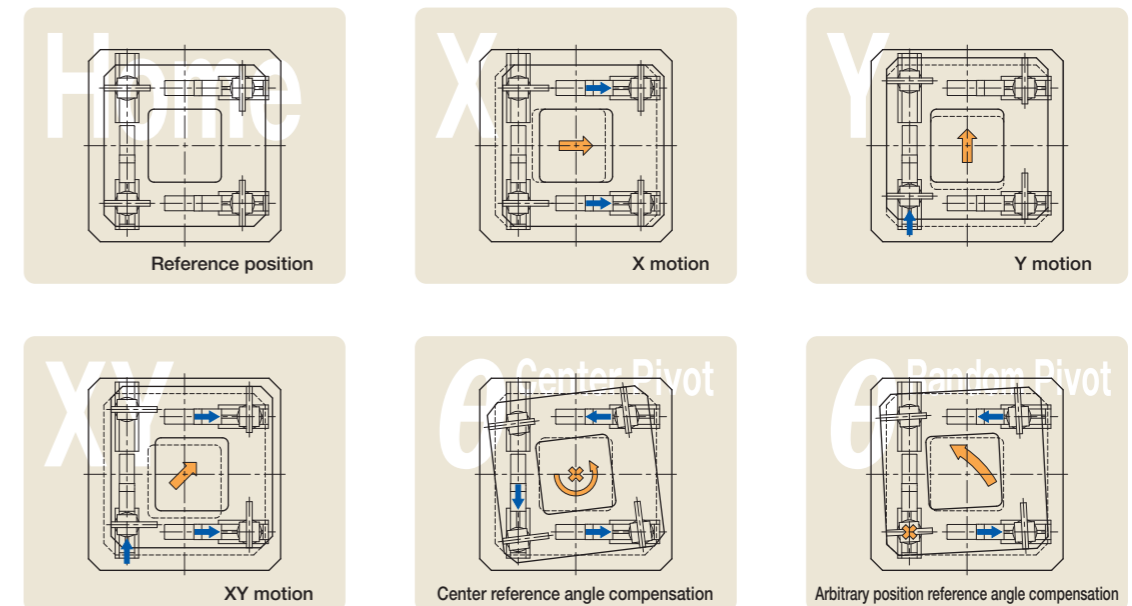 Home
Reference position
X
X motion
Y
Y motion
XY
XY motion
θ Center Pivot
Center reference angle compensation
θ Random Pivot
Arbitrary position reference angle compensation